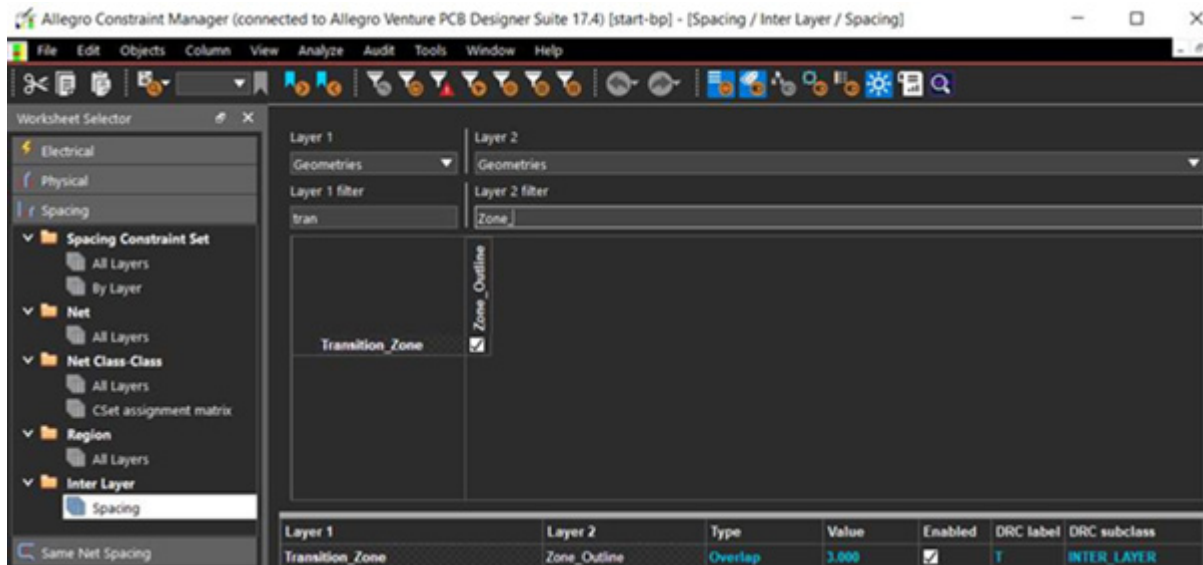 Allegro Constraint Manager (connected to Allegro Venture PCB Designer Suite 17.4) [start-bp] - [Spacing / Inter Layer / Spacing]
File Edit Objects Column View Analyze Audit Tools Window Help
Worksheet Selector
Electrical
Physical
Spacing
Spacing Constraint Set
All Layers
By Layer
Net
All Layers
Net Class-Class
All Layers
CSet assignment matrix
Region
All Layers
Inter Layer
Spacing
Same Net Spacing
Layer 1 Layer 2
Geometries Geometries
Layer 1 filter Layer 2 filter
tran Zone_
Zone_Outline
Transition_Zone
Layer 1 Layer 2 Type Value Enabled DRC label DRC subclass
Transition_Zone Zone_Outline Overlap 3.000 T INTER_LAYER